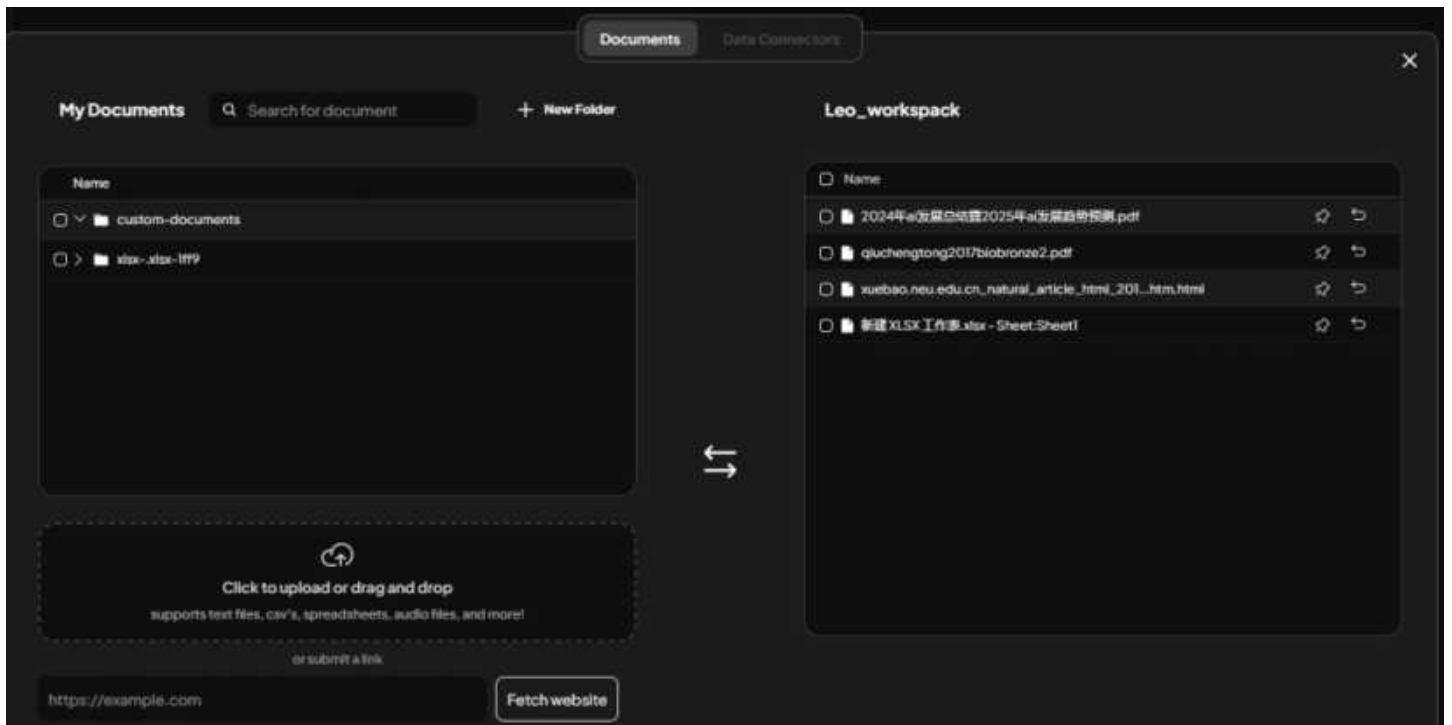 Documents
Data Connectors
My Documents
Search for document
New Folder
Name
custom-documents
xlsx-.xlsx-1ff9
Click to upload or drag and drop
supports text files, csv's, spreadsheets, audio files, and more!
or submit a link
https://example.com
Fetch website
Leo_workspack
Name
2024年ai发展总结暨2025年ai发展趋势预测.pdf
qiuchengtong2017biobronze2.pdf
xuebao.neu.edu.cn_natural_article_html_201...htm.html
新建 XLSX 工作表.xlsx - Sheet:Sheet1